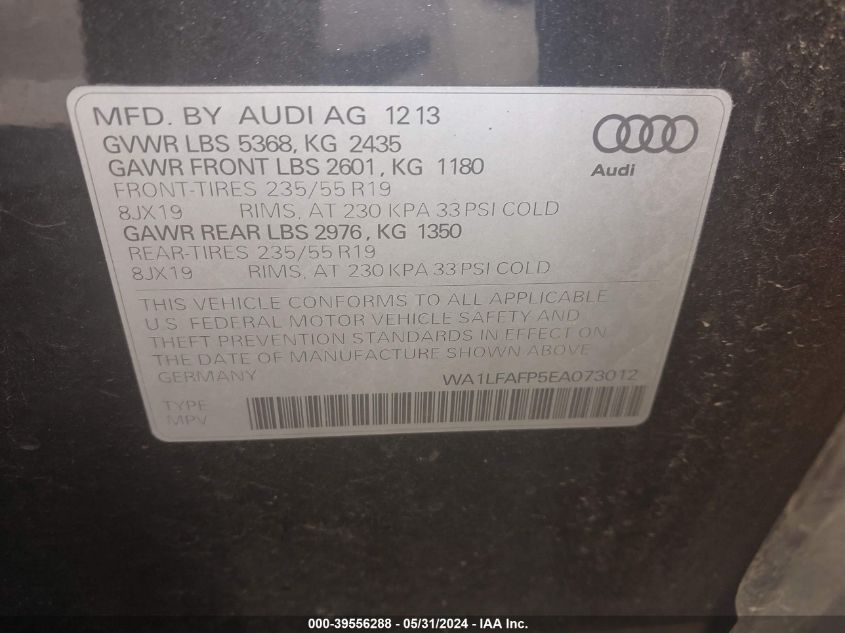 MFD. BY AUDI AG 12 13
GVWR LBS 5368, KG 2435
GAWR FRONT LBS 2601, KG 1180
FRONT-TIRES 235/55 R19
8JX19 RIMS, AT 230 KPA 33 PSI COLD
GAWR REAR LBS 2976, KG 1350
REAR-TIRES 235/55 R19
8JX19 RIMS, AT 230 KPA 33 PSI COLD
Audi
THIS VEHICLE CONFORMS TO ALL APPLICABLE
U.S. FEDERAL MOTOR VEHICLE SAFETY AND
THEFT PREVENTION STANDARDS IN EFFECT ON
THE DATE OF MANUFACTURE SHOWN ABOVE
GERMANY WA1LFAFP5EA073012
TYPE
MPV
000-39556288 - 05/31/2024 - IAA Inc.